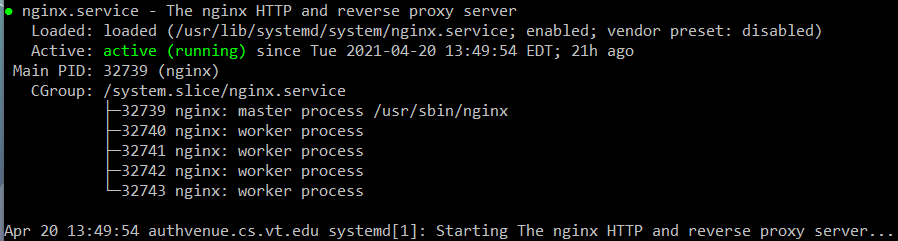 ● nginx.service - The nginx HTTP and reverse proxy server
Loaded: loaded (/usr/lib/systemd/system/nginx.service; enabled; vendor preset: disabled)
Active: active (running) since Tue 2021-04-20 13:49:54 EDT; 21h ago
Main PID: 32739 (nginx)
CGroup: /system.slice/nginx.service
├─32739 nginx: master process /usr/sbin/nginx
├─32740 nginx: worker process
├─32741 nginx: worker process
├─32742 nginx: worker process
└─32743 nginx: worker process
Apr 20 13:49:54 authvenue.cs.vt.edu systemd[1]: Starting The nginx HTTP and reverse proxy server...